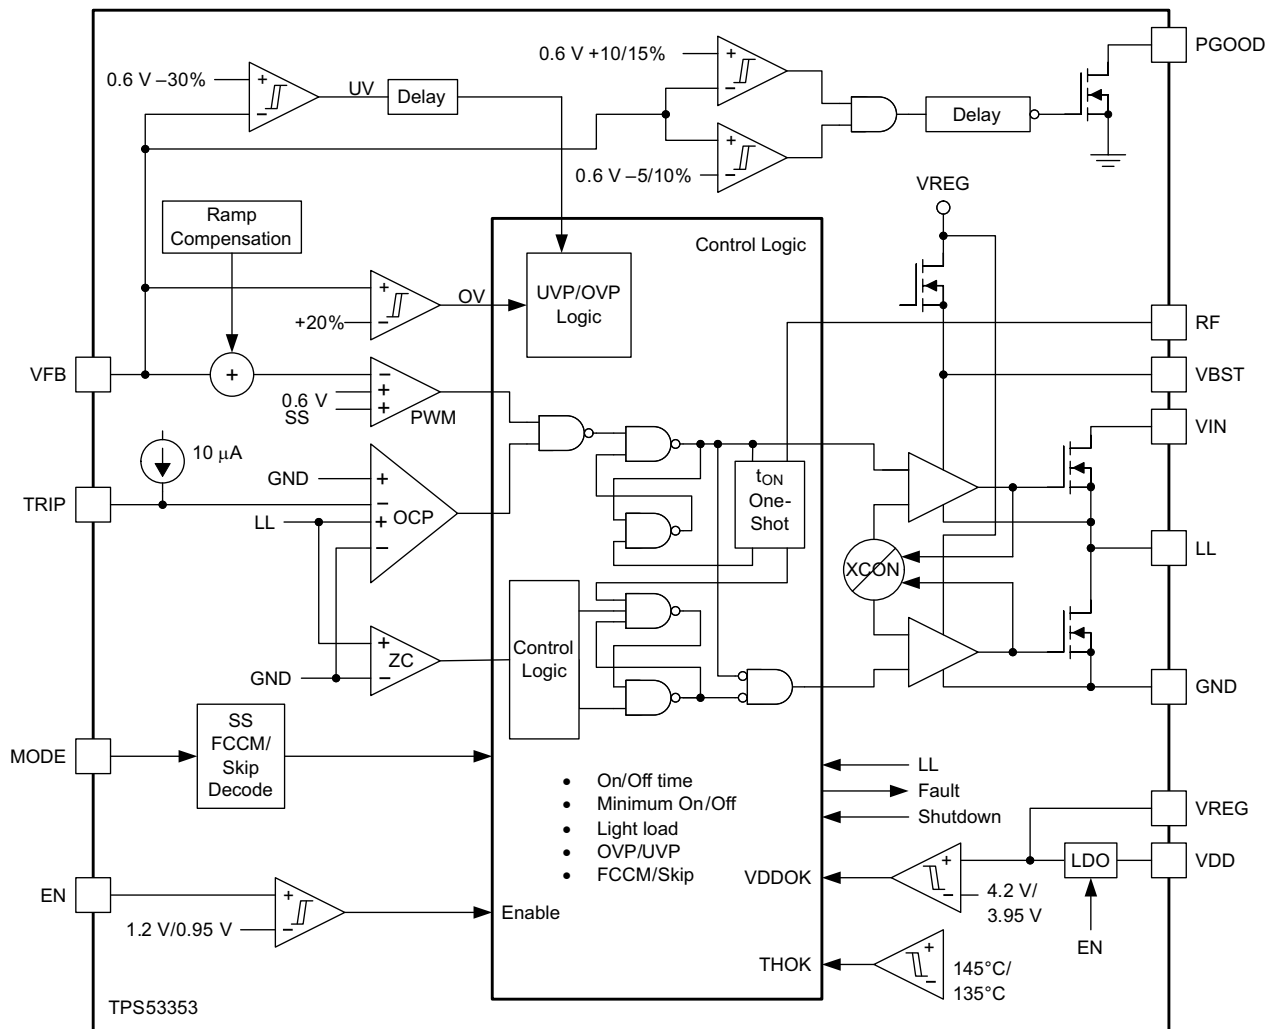 PGOOD
0.6 V +10/15%
0.6 V –30%
+
−
UV
Delay
+
−
+
−
0.6 V –5/10%
Delay
VREG
Ramp
Compensation
Control Logic
UVP/OVP
Logic
+
−
OV
+20%
RF
VFB
+
−
+
+
0.6 V
SS
PWM
VBST
VIN
10 μA
GND
TRIP
LL
+
−
+
−
OCP
tON
One-
Shot
XCON
LL
Control
Logic
+
−
ZC
GND
GND
MODE
SS
FCCM/
Skip
Decode
• On/Off time
• Minimum On/Off
• Light load
• OVP/UVP
• FCCM/Skip
LL
Fault
Shutdown
VREG
LDO
VDD
VDDOK
+
−
4.2 V/
3.95 V
EN
EN
+
−
1.2 V/0.95 V
Enable
THOK
+
−
145°C/
135°C
TPS53353